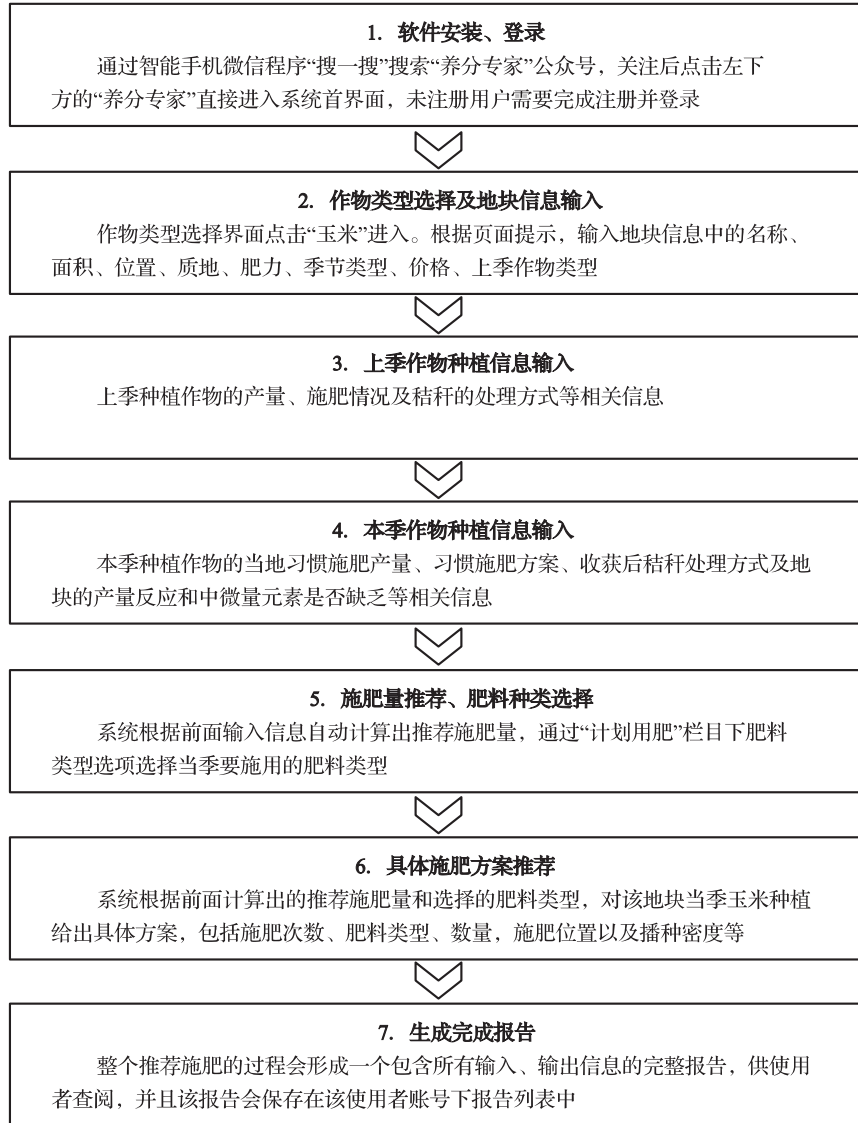 1. 软件安装、登录
通过智能手机微信程序“搜一搜”搜索“养分专家”公众号，关注后点击左下
方的“养分专家”直接进入系统首界面，未注册用户需要完成注册并登录
2. 作物类型选择及地块信息输入
作物类型选择界面点击“玉米”进入。根据页面提示，输入地块信息中的名称、
面积、位置、质地、肥力、季节类型、价格、上季作物类型
3. 上季作物种植信息输入
上季种植作物的产量、施肥情况及秸秆的处理方式等相关信息
4. 本季作物种植信息输入
本季种植作物的当地习惯施肥产量、习惯施肥方案、收获后秸秆处理方式及地
块的产量反应和中微量元素是否缺乏等相关信息
5. 施肥量推荐、肥料种类选择
系统根据前面输入信息自动计算出推荐施肥量，通过“计划用肥”栏目下肥料
类型选项选择当季要施用的肥料类型
6. 具体施肥方案推荐
系统根据前面计算出的推荐施肥量和选择的肥料类型，对该地块当季玉米种植
给出具体方案，包括施肥次数、肥料类型、数量，施肥位置以及播种密度等
7. 生成完成报告
整个推荐施肥的过程会形成一个包含所有输入、输出信息的完整报告，供使用
者查阅，并且该报告会保存在该使用者账号下报告列表中